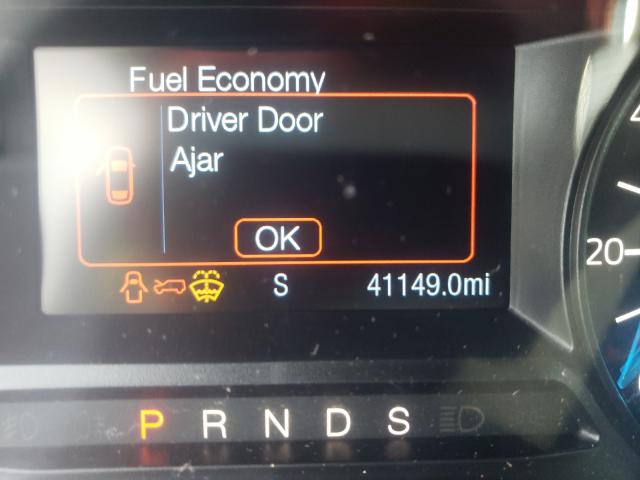 Fuel Economy
Driver Door
Ajar
OK
S 41149.0mi
20
P R N D S